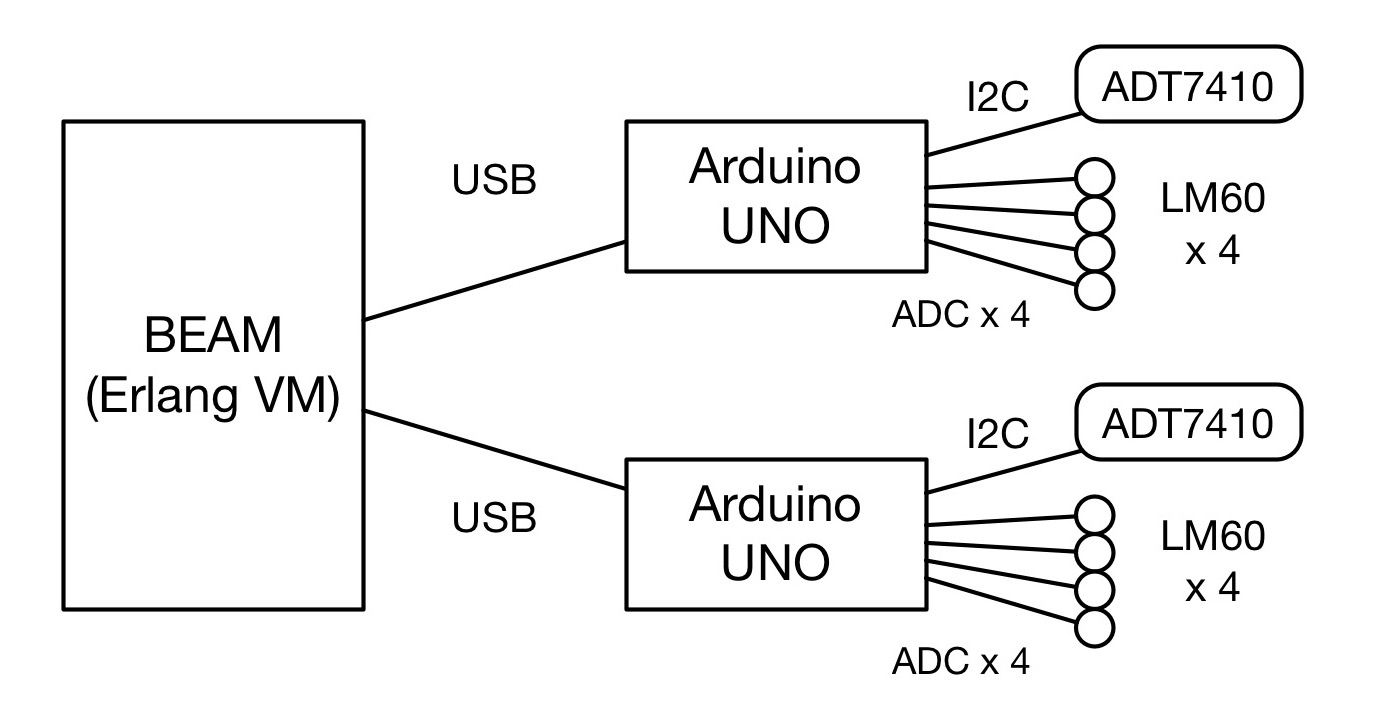 BEAM
(Erlang VM)
USB
Arduino
UNO
I2C
ADT7410
LM60
x 4
ADC x 4
USB
Arduino
UNO
I2C
ADT7410
LM60
x 4
ADC x 4